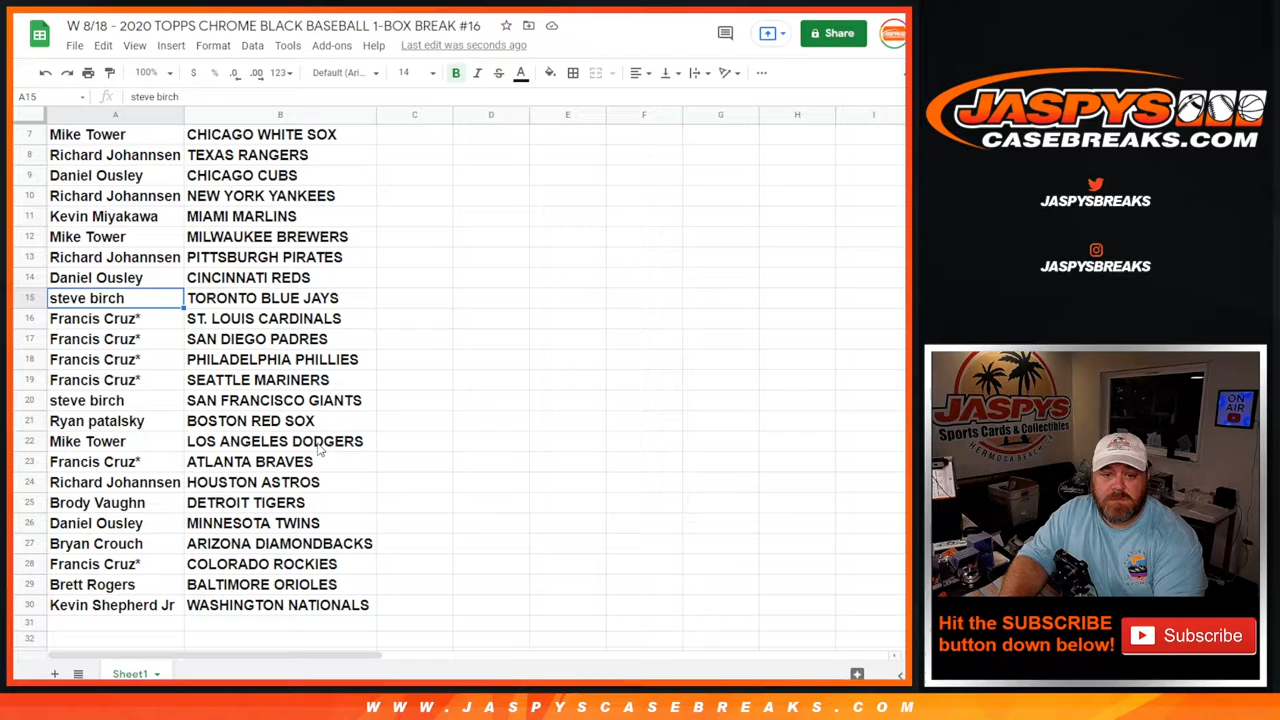 W 8/18 - 2020 TOPPS CHROME BLACK BASEBALL 1-BOX BREAK #16
File Edit View Insert Format Data Tools Add-ons Help Last edit was seconds ago
Share
100% $ % .0 .00 123 Default (Ari... 14 B I S A
A15 fx steve birch
A B C D E F G H I
7 Mike Tower CHICAGO WHITE SOX
8 Richard Johannsen TEXAS RANGERS
9 Daniel Ousley CHICAGO CUBS
10 Richard Johannsen NEW YORK YANKEES
11 Kevin Miyakawa MIAMI MARLINS
12 Mike Tower MILWAUKEE BREWERS
13 Richard Johannsen PITTSBURGH PIRATES
14 Daniel Ousley CINCINNATI REDS
15 steve birch TORONTO BLUE JAYS
16 Francis Cruz* ST. LOUIS CARDINALS
17 Francis Cruz* SAN DIEGO PADRES
18 Francis Cruz* PHILADELPHIA PHILLIES
19 Francis Cruz* SEATTLE MARINERS
20 steve birch SAN FRANCISCO GIANTS
21 Ryan patalsky BOSTON RED SOX
22 Mike Tower LOS ANGELES DODGERS
23 Francis Cruz* ATLANTA BRAVES
24 Richard Johannsen HOUSTON ASTROS
25 Brody Vaughn DETROIT TIGERS
26 Daniel Ousley MINNESOTA TWINS
27 Bryan Crouch ARIZONA DIAMONDBACKS
28 Francis Cruz* COLORADO ROCKIES
29 Brett Rogers BALTIMORE ORIOLES
30 Kevin Shepherd Jr WASHINGTON NATIONALS
31
32
Sheet1
JASPYS
CASEBREAKS.COM
JASPYSBREAKS
JASPYSBREAKS
JASPY'S
Sports Cards & Collectibles
HERMOSA BEACH
ON AIR
Hit the SUBSCRIBE
button down below!
Subscribe
WWW.JASPYSCASEBREAKS.COM